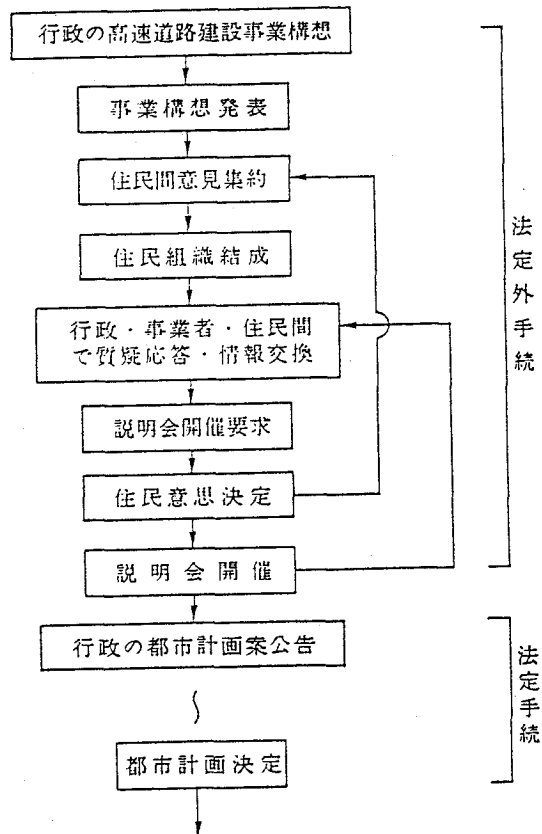 行政の高速道路建設事業構想
事業構想発表
住民間意見集約
住民組織結成
行政・事業者・住民間
で質疑応答・情報交換
説明会開催要求
住民意思決定
説明会開催
行政の都市計画案公告
都市計画決定
法定外手続
法定手続